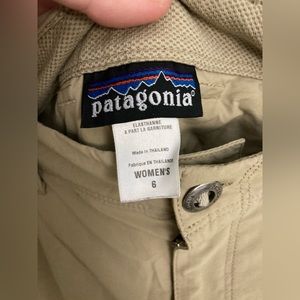 patagonia®
ELASTHANNE
A PART LA GARNITURE
Made in THAILAND
Fabriqué EN THAILANDE
WOMEN'S
6